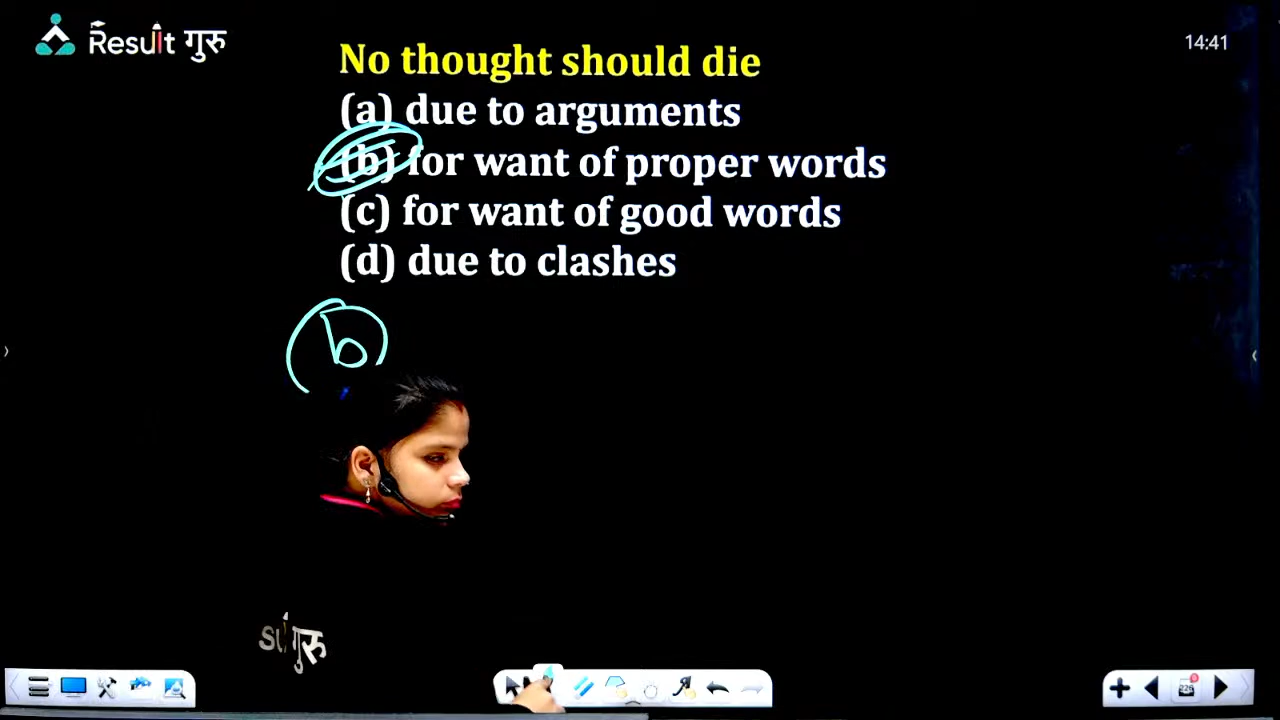 Result गुरु
14:41
No thought should die
(a) due to arguments
(b) for want of proper words
(c) for want of good words
(d) due to clashes
(b)
गुरु
226